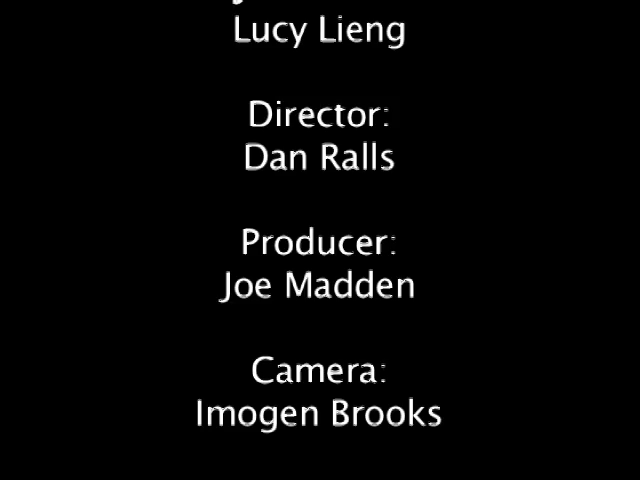 Lucy Lieng
Director:
Dan Ralls
Producer:
Joe Madden
Camera:
Imogen Brooks